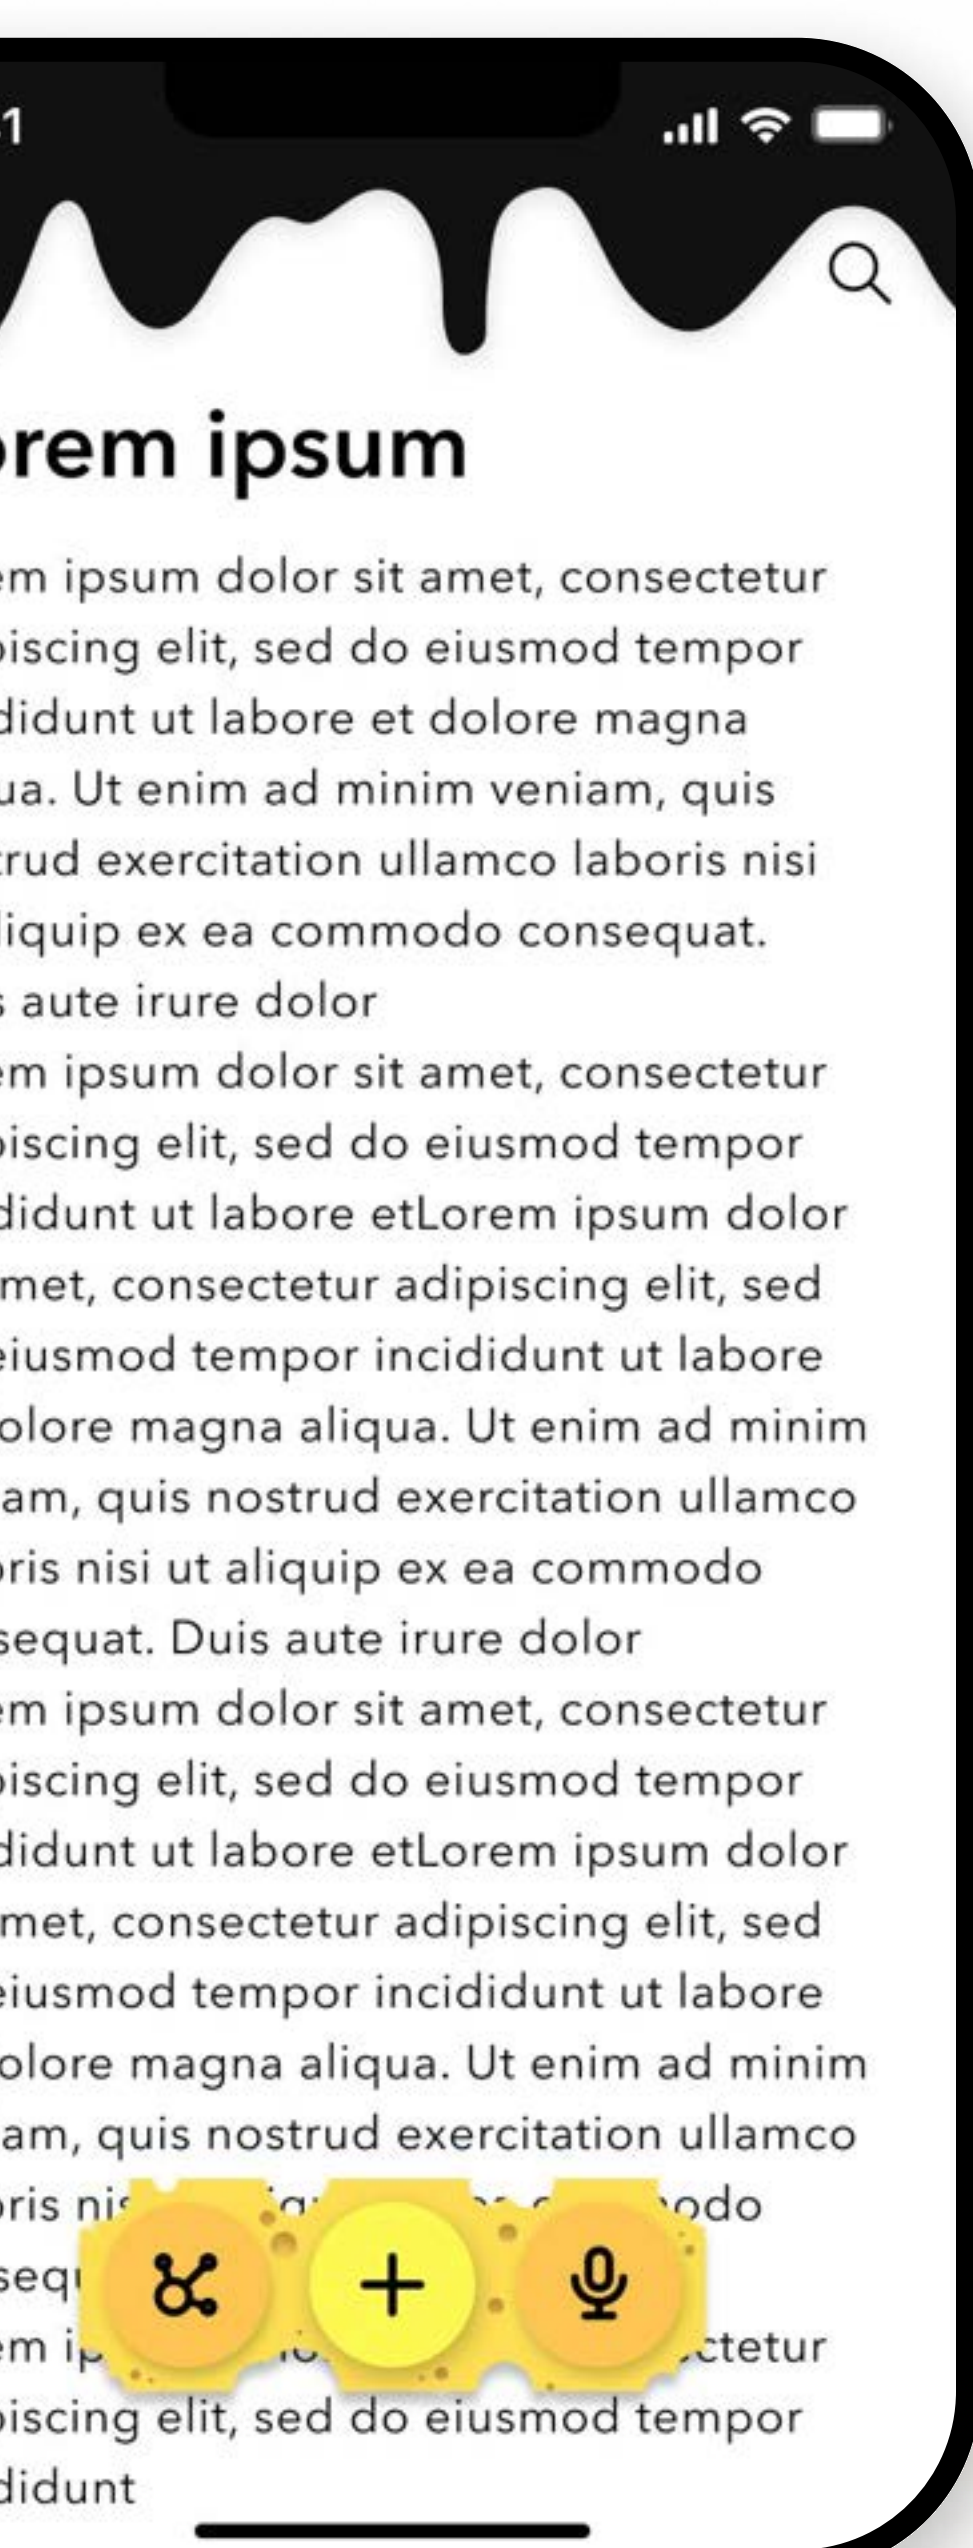 1
orem ipsum
em ipsum dolor sit amet, consectetur
piscing elit, sed do eiusmod tempor
didunt ut labore et dolore magna
ua. Ut enim ad minim veniam, quis
trud exercitation ullamco laboris nisi
liquip ex ea commodo consequat.
s aute irure dolor
em ipsum dolor sit amet, consectetur
piscing elit, sed do eiusmod tempor
didunt ut labore etLorem ipsum dolor
met, consectetur adipiscing elit, sed
eiusmod tempor incididunt ut labore
olore magna aliqua. Ut enim ad minim
am, quis nostrud exercitation ullamco
oris nisi ut aliquip ex ea commodo
sequat. Duis aute irure dolor
em ipsum dolor sit amet, consectetur
piscing elit, sed do eiusmod tempor
didunt ut labore etLorem ipsum dolor
met, consectetur adipiscing elit, sed
eiusmod tempor incididunt ut labore
olore magna aliqua. Ut enim ad minim
am, quis nostrud exercitation ullamco
oris nis odo
sequ
em ip ctetur
piscing elit, sed do eiusmod tempor
didunt